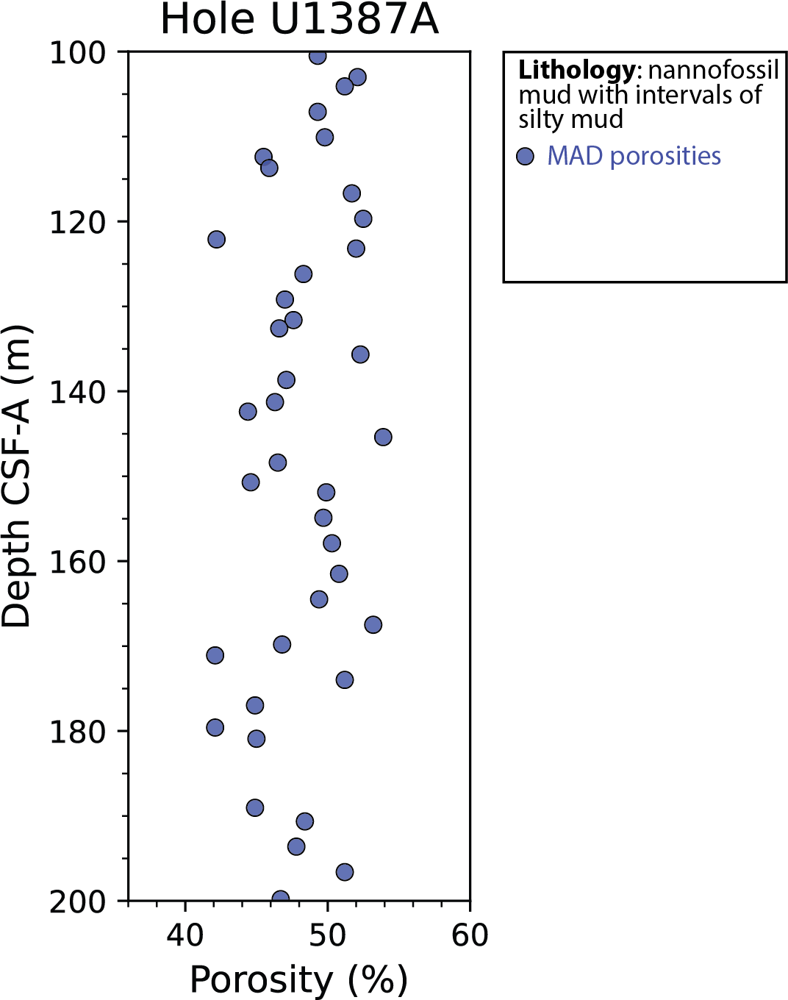 Hole U1387A
100
120
140
160
180
200
Depth CSF-A (m)
40 50 60
Porosity (%)
Lithology: nannofossil
mud with intervals of
silty mud
MAD porosities